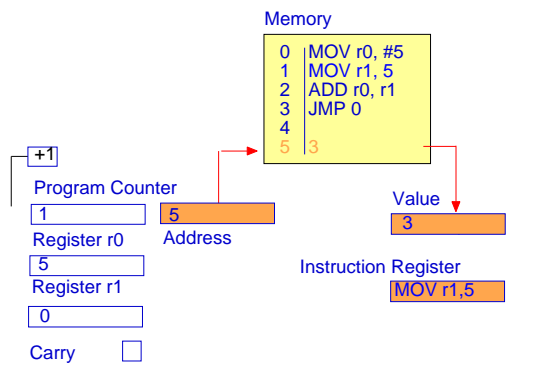 Memory
0 MOV r0, #5
1 MOV r1, 5
2 ADD r0, r1
3 JMP 0
4
5 3
+1
Program Counter
1
5
Address
Register r0
5
Register r1
0
Carry
Value
3
Instruction Register
MOV r1,5